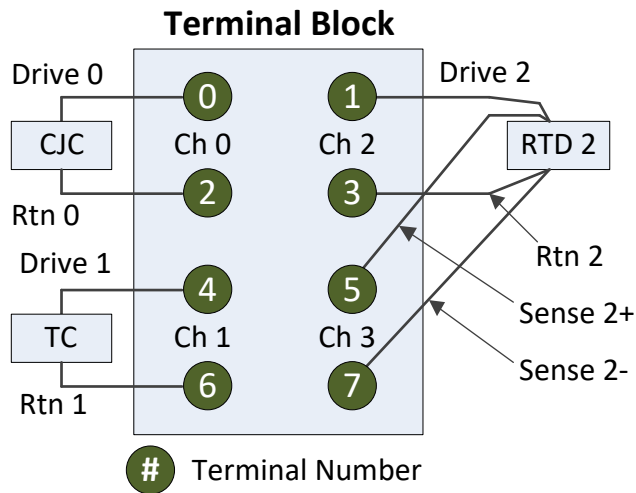 Terminal Block
Drive 0
Drive 2
0
1
CJC
Ch 0
Ch 2
RTD 2
2
3
Rtn 0
Rtn 2
Drive 1
4
5
Sense 2+
TC
Ch 1
Ch 3
Sense 2-
6
7
Rtn 1
# Terminal Number